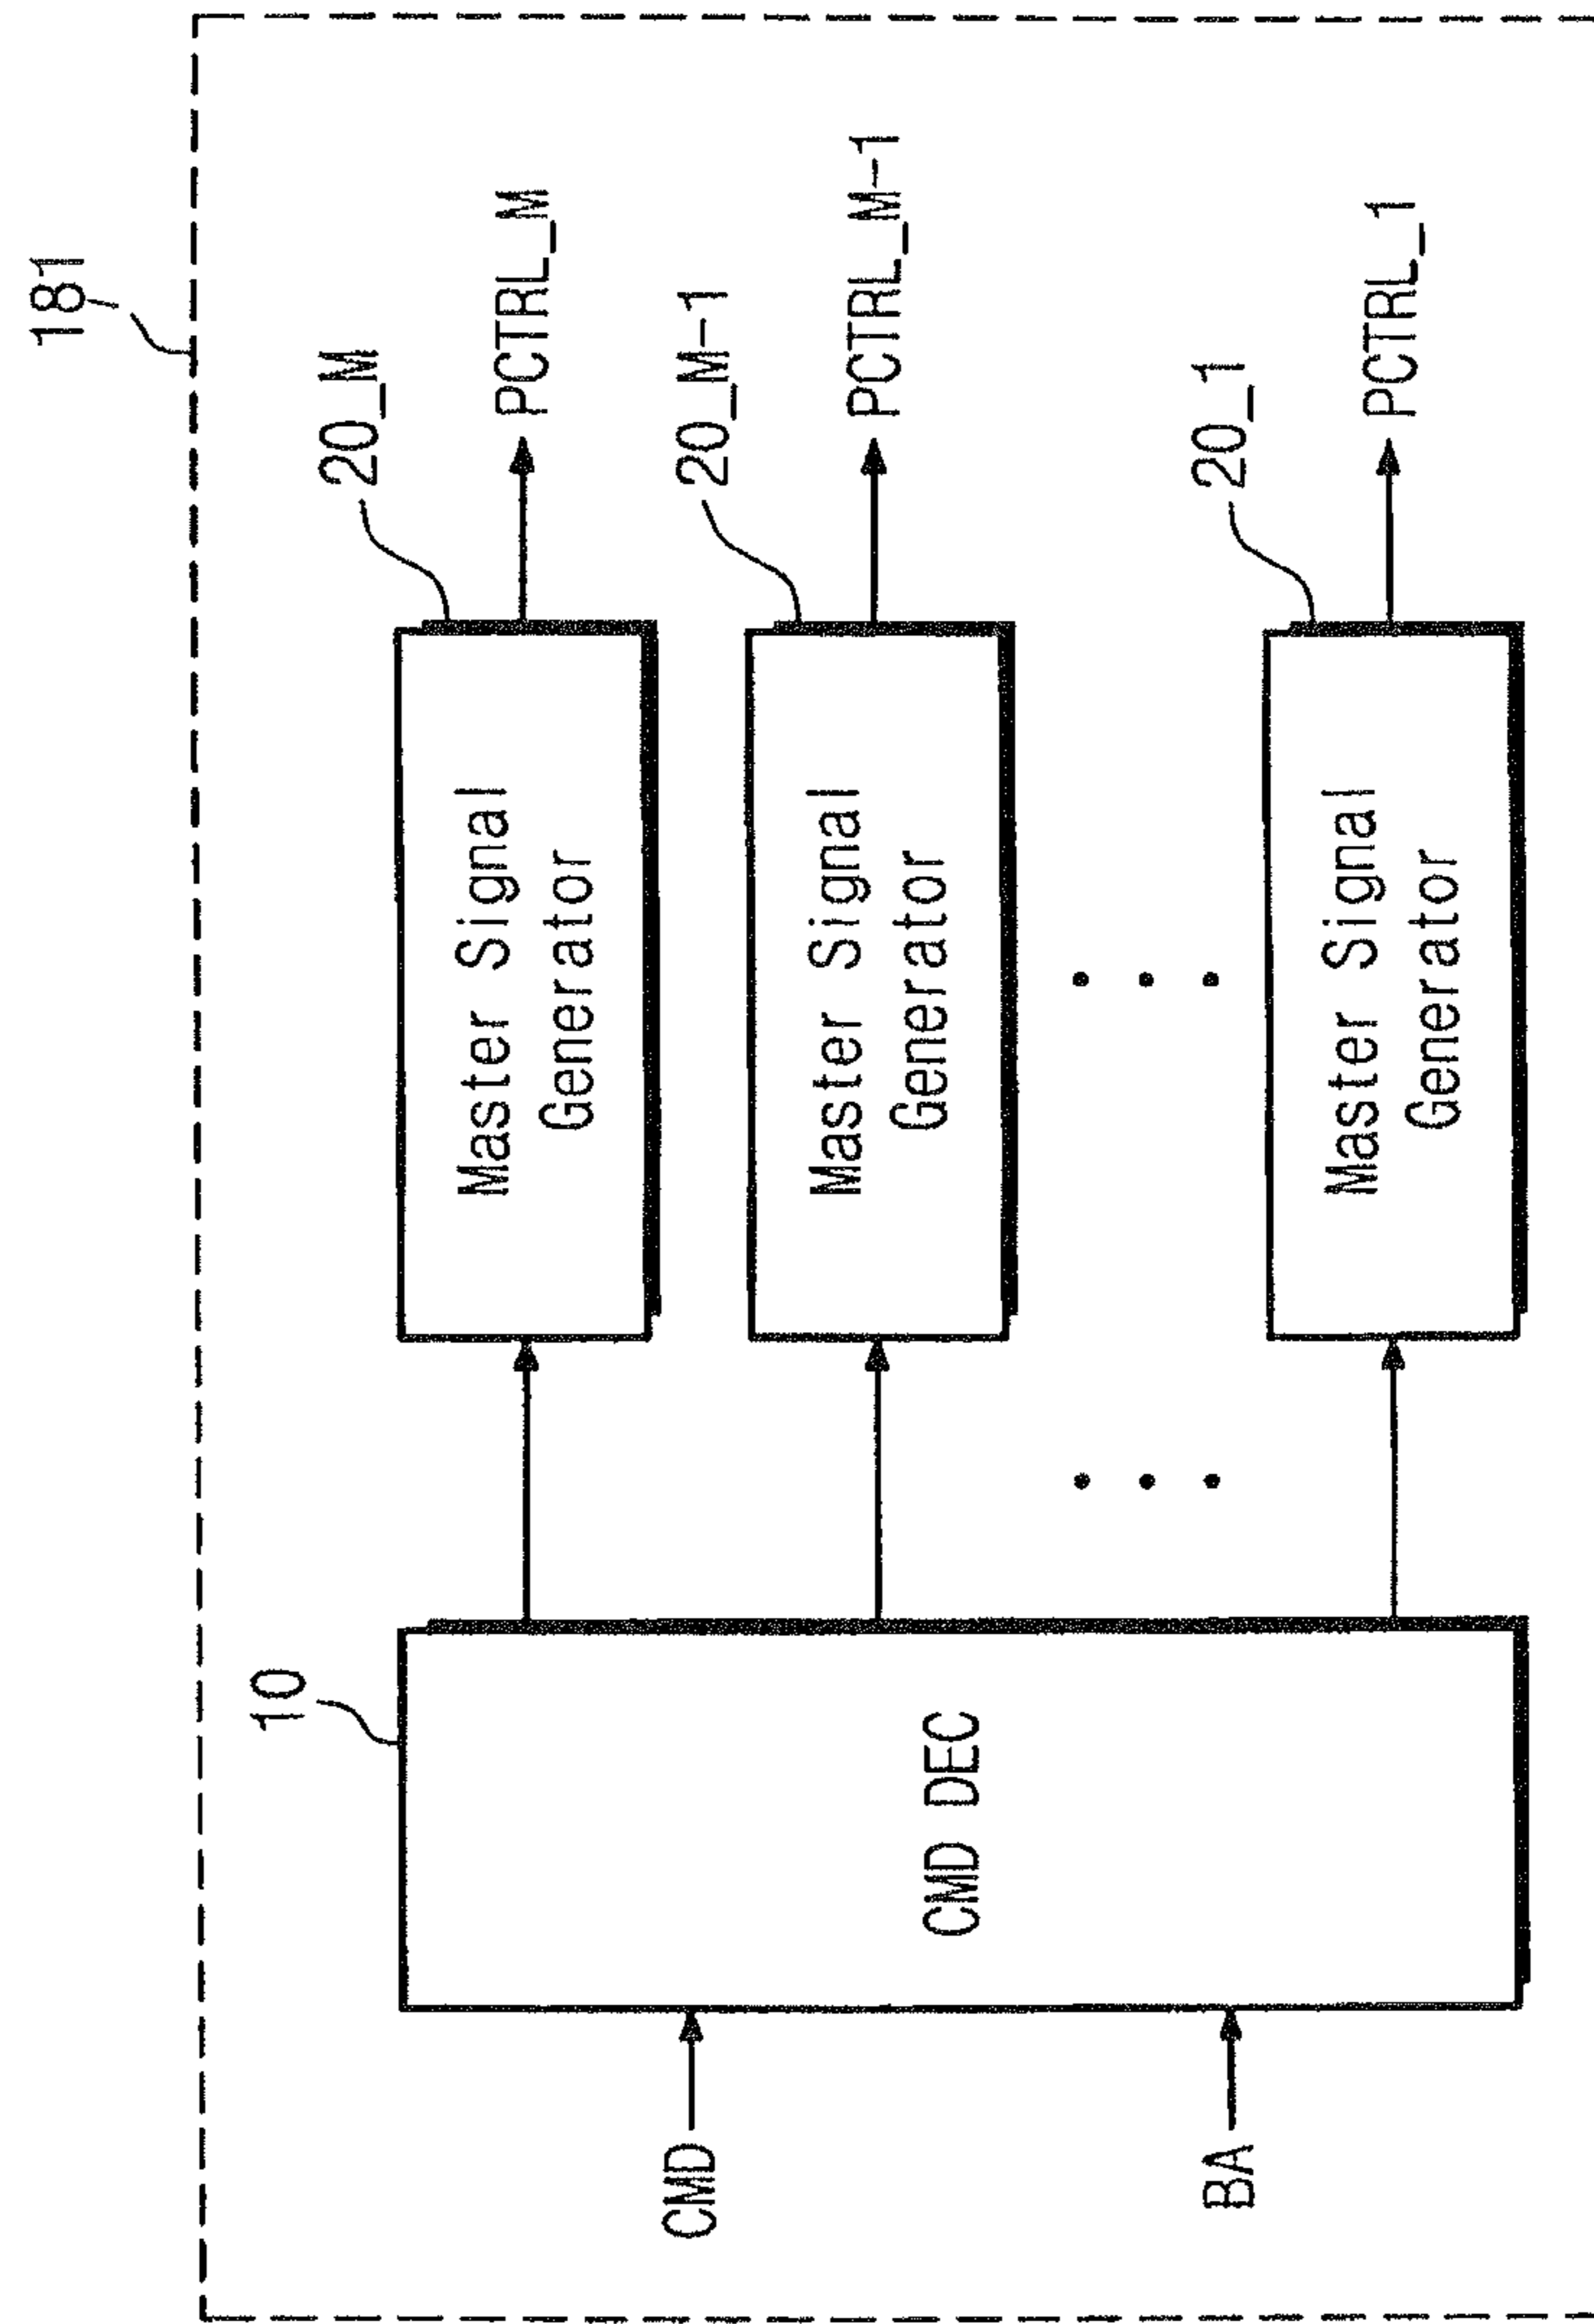 181
20_M
Master Signal
Generator
PCTRL_M
20_M-1
Master Signal
Generator
PCTRL_M-1
20_1
Master Signal
Generator
PCTRL_1
10
CMD DEC
CMD
BA